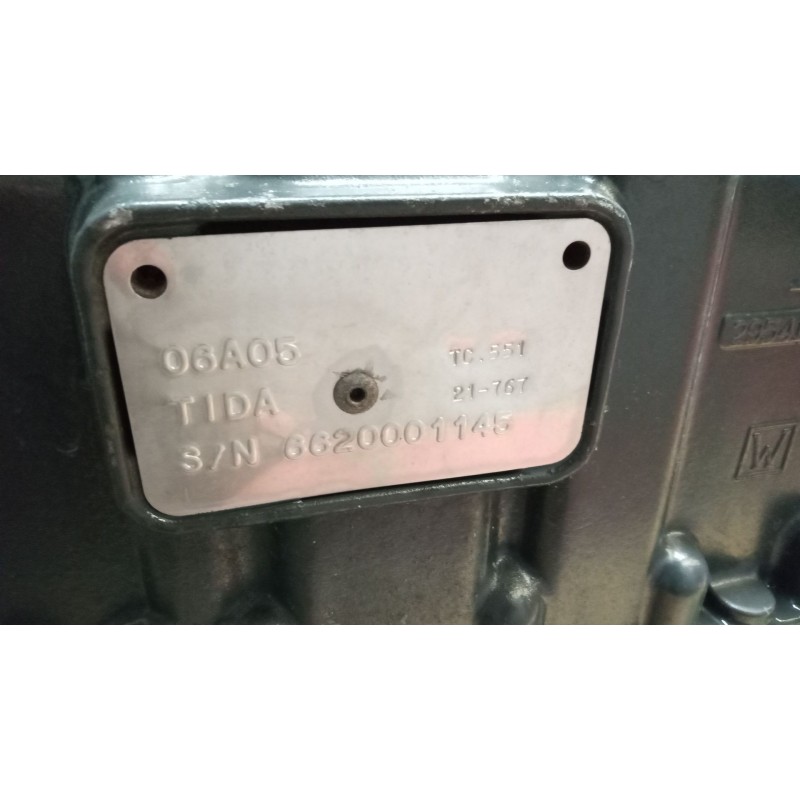 06A05
TC.551
TIDA
21-767
S/N 6620001145
W